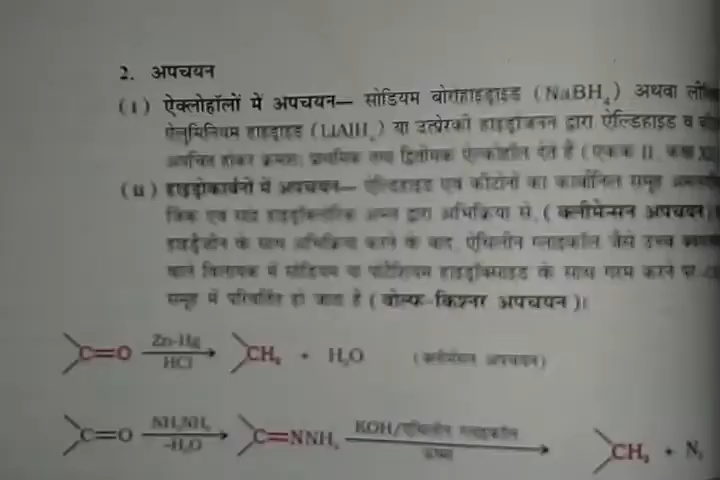 2. अपचयन
(i) ऐल्कोहॉलों में अपचयन— सोडियम बोरोहाइड्राइड (NaBH₄) अथवा
ऐलुमिनियम हाइड्राइड (LiAlH₄) या उत्प्रेरकी हाइड्रोजनन द्वारा ऐल्डिहाइड व
अपचित होकर क्रमशः प्राथमिक तथा द्वितीयक ऐल्कोहॉल देते हैं (एकक 11, कक्षा
(ii) हाइड्रोकार्बनों में अपचयन— ऐल्डिहाइड एवं कीटोनों का कार्बोनिल समूह
जिंक एवं सांद्र हाइड्रोक्लोरिक अम्ल द्वारा अभिक्रिया से, (क्लीमेन्सन अपचयन)
के साथ अभिक्रिया करने के बाद, एथिलीन ग्लाइकॉल जैसे उच्च
वाले विलायक में सोडियम या पोटैशियम हाइड्रॉक्साइड के साथ गरम करने पर
समूह में परिवर्तित हो जाता है (वोल्फ-किश्नर अपचयन)।
C=O Zn-Hg HCl CH₂ + H₂O (क्लीमेन्सन अपचयन)
C=O NH₂NH₂ -H₂O C=NNH₂ KOH/एथिलीन ग्लाइकॉल ऊष्मा CH₂ + N₂